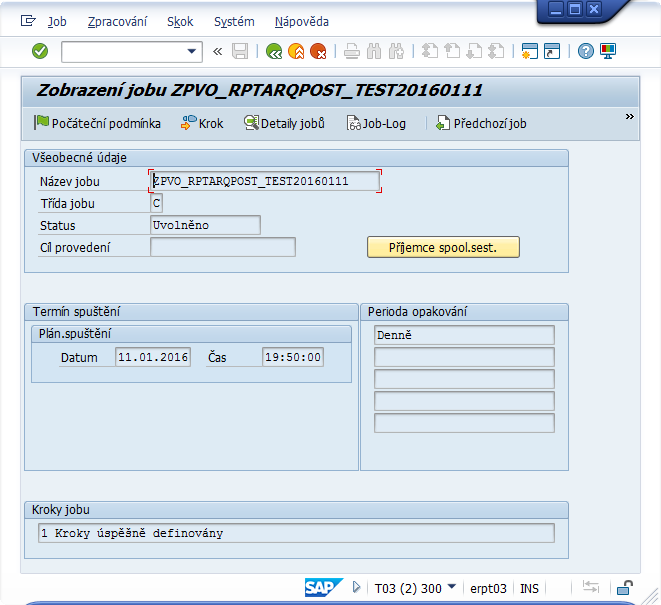 Job Zpracování Skok Systém Nápověda
«
Zobrazení jobu ZPVO_RPTARQPOST_TEST20160111
Počáteční podmínka Krok Detaily jobů Job-Log Předchozí job »
Všeobecné údaje
Název jobu ZPVO_RPTARQPOST_TEST20160111
Třída jobu C
Status Uvolněno
Cíl provedení
Příjemce spool.sest.
Termín spuštění
Plán.spuštění
Datum 11.01.2016 Čas 19:50:00
Perioda opakování
Denně
Kroky jobu
1 Kroky úspěšně definovány
SAP T03 (2) 300 erpt03 INS